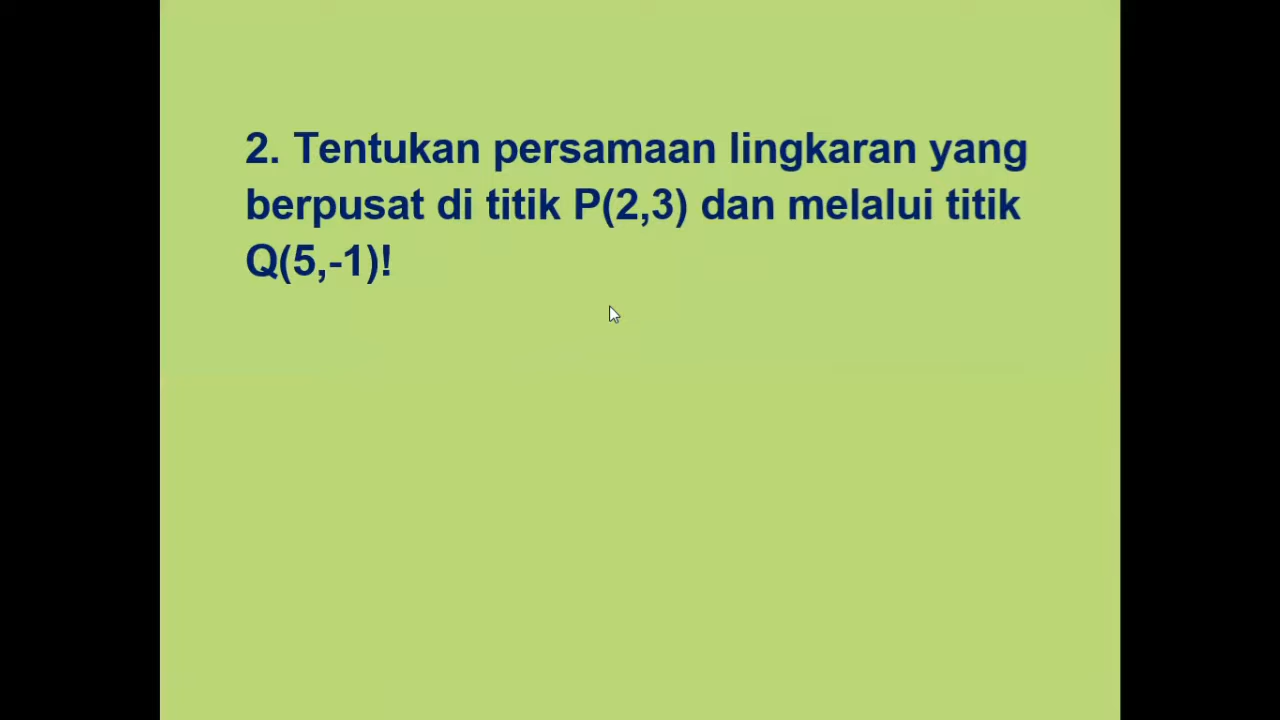 2. Tentukan persamaan lingkaran yang
berpusat di titik P(2,3) dan melalui titik
Q(5,-1)!